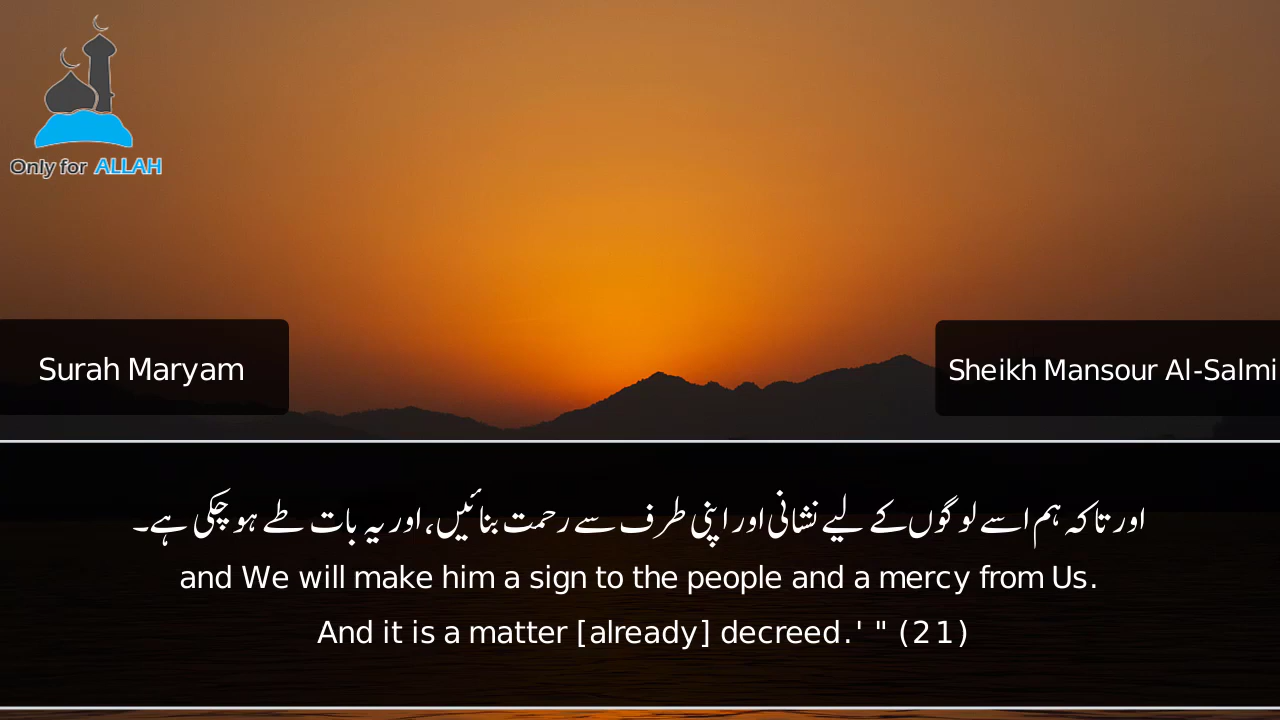 Only for ALLAH
Surah Maryam
Sheikh Mansour Al-Salmi
اور تاکہ ہم اسے لوگوں کے لیے نشانی اور اپنی طرف سے رحمت بنائیں، اور یہ بات طے ہو چکی ہے۔
and We will make him a sign to the people and a mercy from Us.
And it is a matter [already] decreed.' " (21)